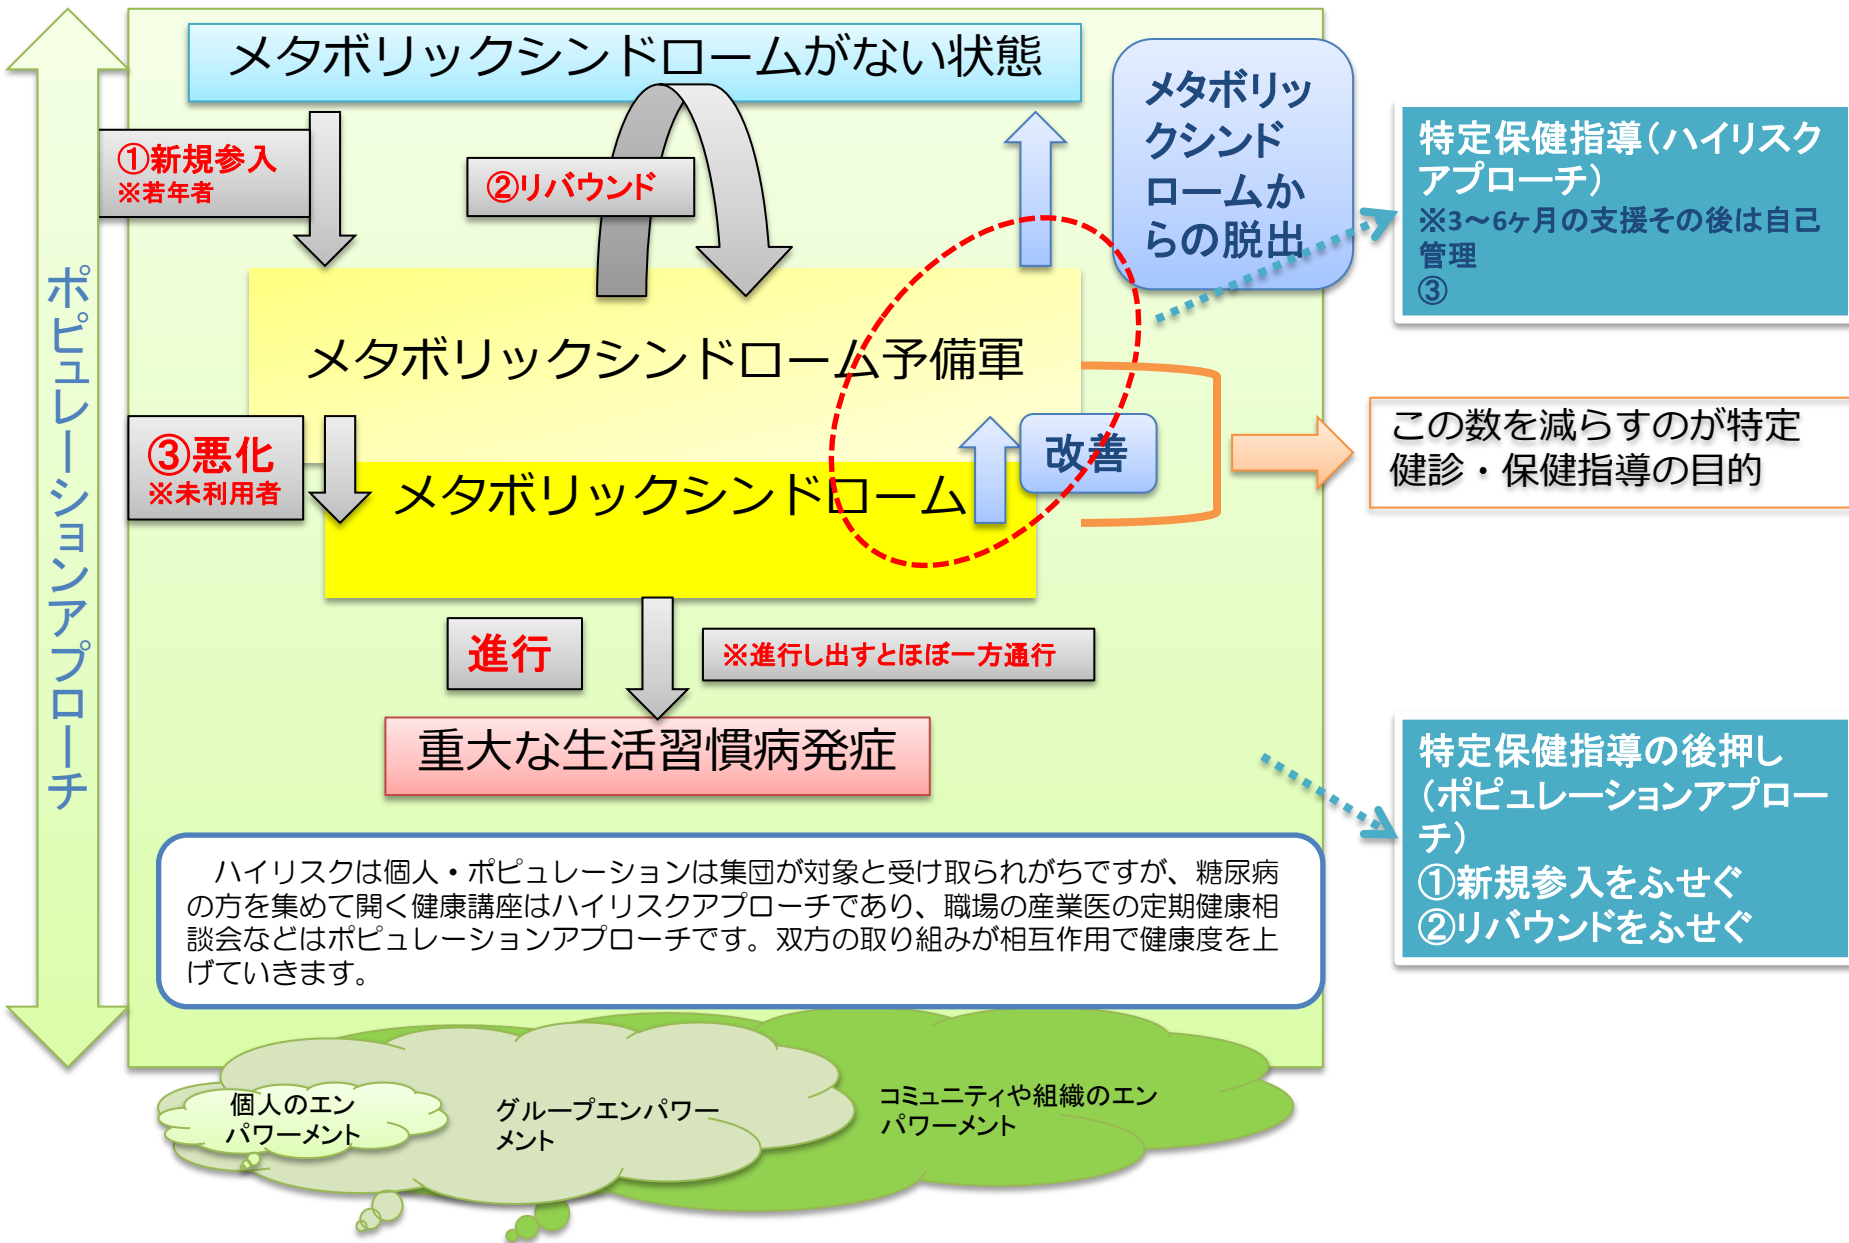 メタボリックシンドロームがない状態
メタボリッ
クシンド
ロームか
らの脱出
①新規参入
※若年者
②リバウンド
特定保健指導（ハイリスク
アプローチ）
※3～6ヶ月の支援その後は自己
管理
③
ポピュレーションアプローチ
メタボリックシンドローム予備軍
③悪化
※未利用者
改善
メタボリックシンドローム
この数を減らすのが特定
健診・保健指導の目的
進行
※進行し出すとほぼ一方通行
重大な生活習慣病発症
特定保健指導の後押し
（ポピュレーションアプロー
チ）
①新規参入をふせぐ
②リバウンドをふせぐ
ハイリスクは個人・ポピュレーションは集団が対象と受け取られがちですが、糖尿病
の方を集めて開く健康講座はハイリスクアプローチであり、職場の産業医の定期健康相
談会などはポピュレーションアプローチです。双方の取り組みが相互作用で健康度を上
げていきます。
個人のエン
パワーメント
グループエンパワー
メント
コミュニティや組織のエン
パワーメント